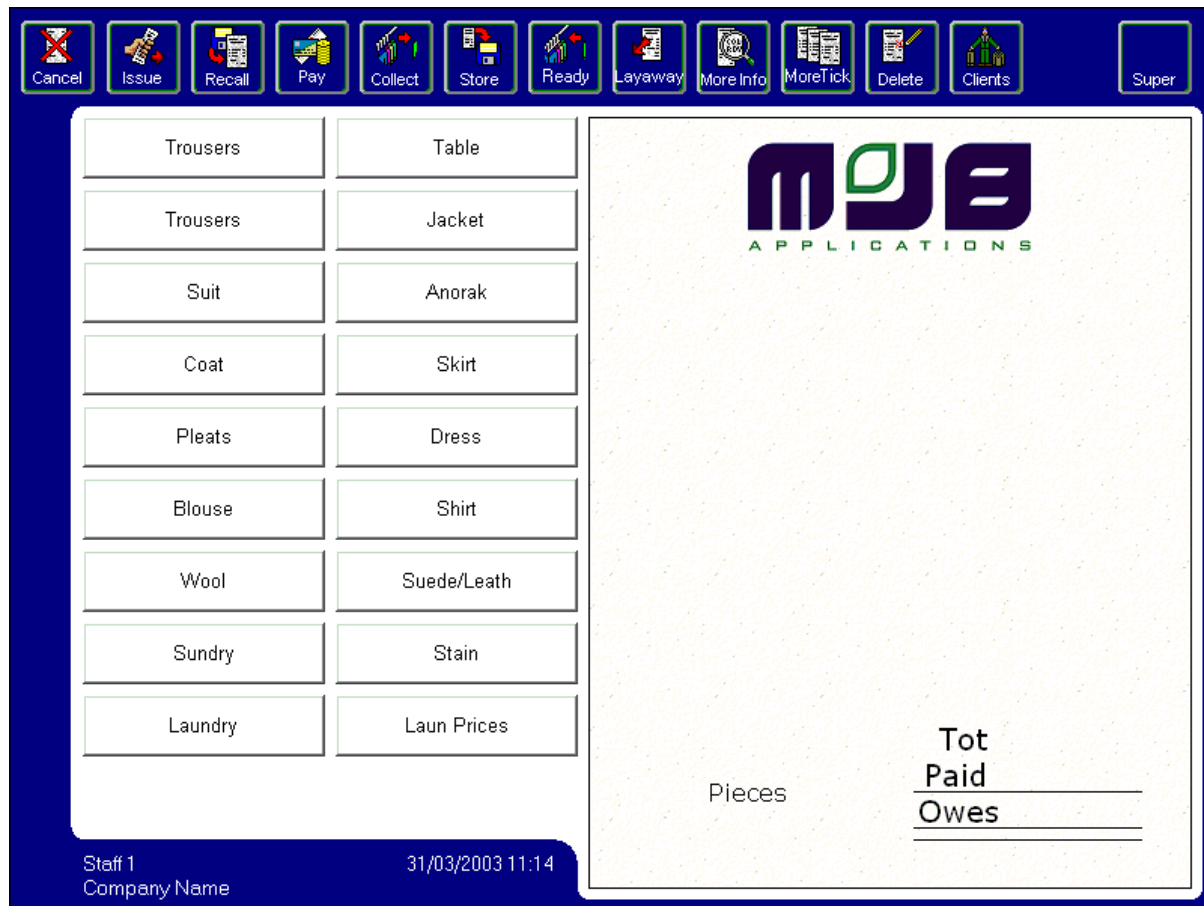 Cancel Issue Recall Pay Collect Store Ready Layaway More Info MoreTick Delete Clients Super
COL
RDY
Trousers Table
Trousers Jacket
Suit Anorak
Coat Skirt
Pleats Dress
Blouse Shirt
Wool Suede/Leath
Sundry Stain
Laundry Laun Prices
MJB
APPLICATIONS
Tot
Paid
Pieces
Owes
Staff 1 31/03/2003 11:14
Company Name